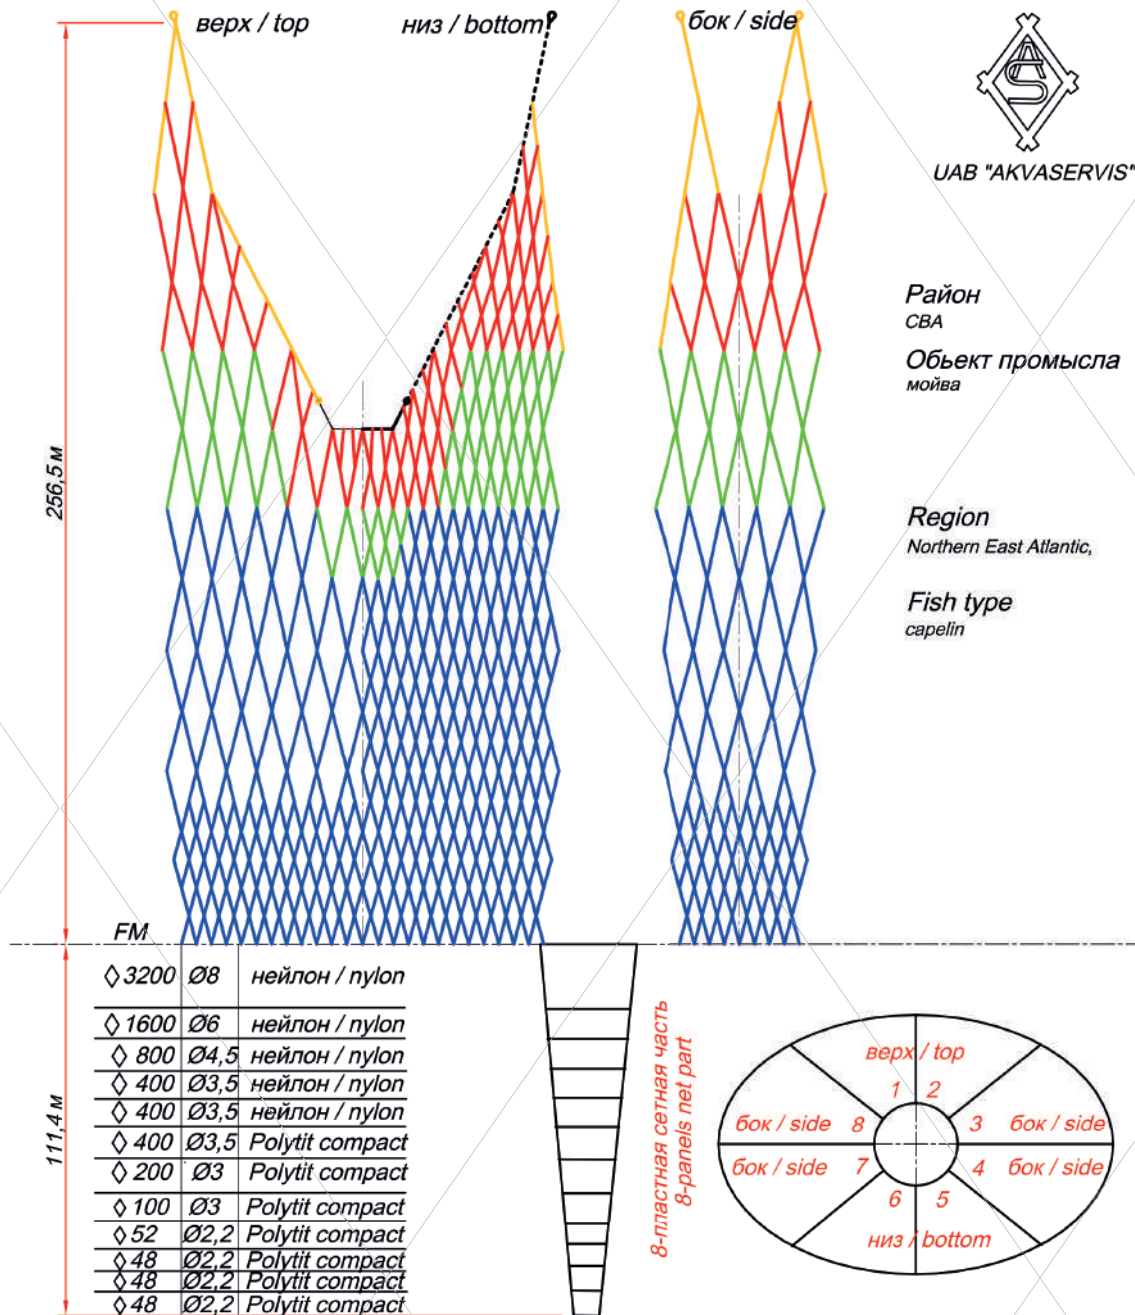 верх / top
низ / bottom
бок / side
AS
UAB "AKVASERVIS"
Район
СВА
Обьект промысла
мойва
256,5 м
Region
Northern East Atlantic,
Fish type
capelin
FM
◊ 3200 Ø8 нейлон / nylon
◊ 1600 Ø6 нейлон / nylon
◊ 800 Ø4,5 нейлон / nylon
◊ 400 Ø3,5 нейлон / nylon
◊ 400 Ø3,5 нейлон / nylon
◊ 400 Ø3,5 Polytit compact
◊ 200 Ø3 Polytit compact
◊ 100 Ø3 Polytit compact
◊ 52 Ø2,2 Polytit compact
◊ 48 Ø2,2 Polytit compact
◊ 48 Ø2,2 Polytit compact
◊ 48 Ø2,2 Polytit compact
111,4 м
8-пластная сетная часть
8-panels net part
верх / top
1 2
бок / side 8 3 бок / side
бок / side 7 4 бок / side
6 5
низ / bottom